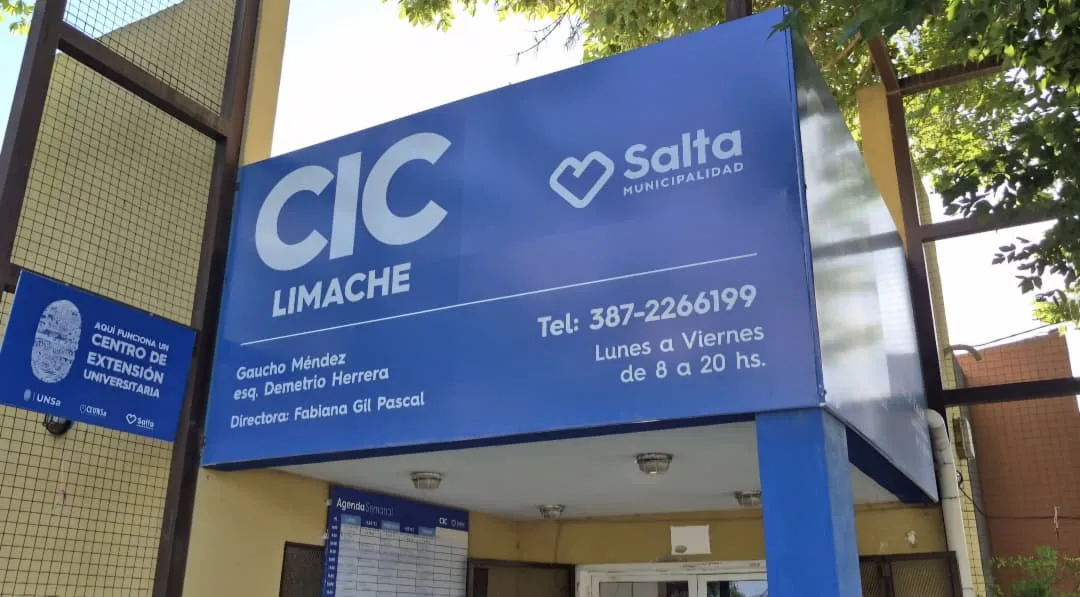 CIC
LIMACHE
Salta
MUNICIPALIDAD
Gaucho Méndez
esq. Demetrio Herrera
Directora: Fabiana Gil Pascal
Tel: 387-2266199
Lunes a Viernes
de 8 a 20 hs.
AQUÍ FUNCIONA UN
CENTRO DE
EXTENSIÓN
UNIVERSITARIA
UNSa
Salta
Agenda Semanal
CIC